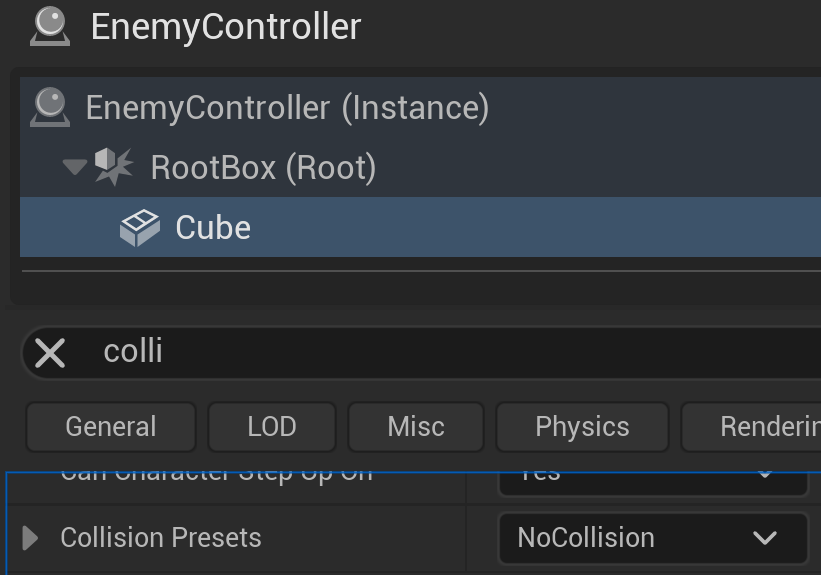 EnemyController
EnemyController (Instance)
RootBox (Root)
Cube
colli
General LOD Misc Physics Renderin
Can Character Step Up On Yes
Collision Presets NoCollision